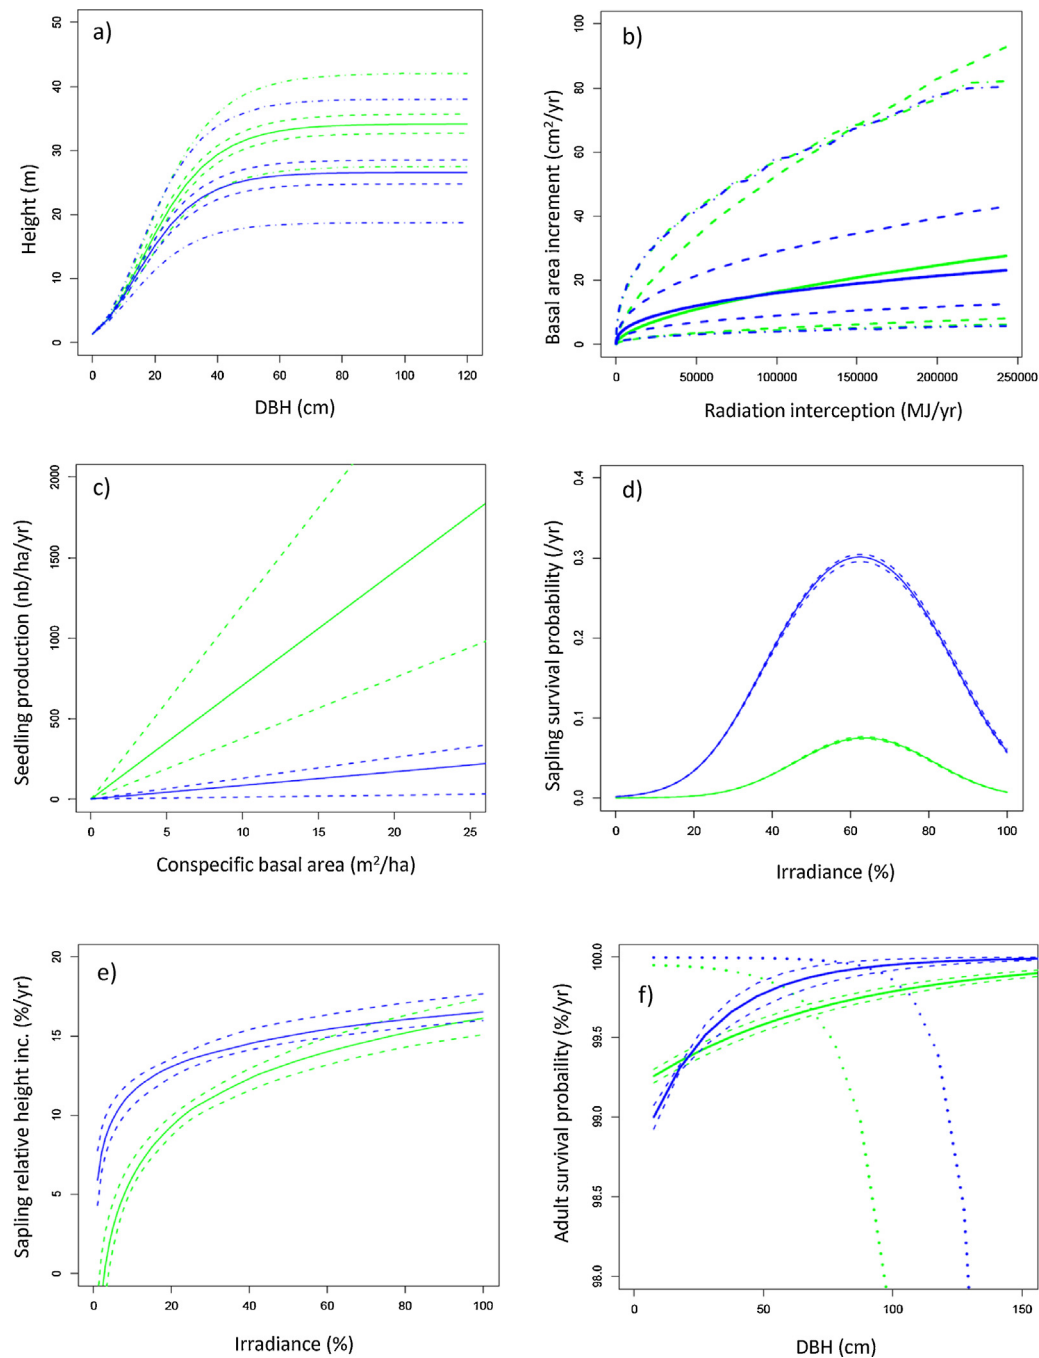 a)
50
40
30
20
10
0
Height (m)
0 20 40 60 80 100 120
DBH (cm)
b)
100
80
60
40
20
0
Basal area increment (cm²/yr)
0 50000 100000 150000 200000 250000
Radiation interception (MJ/yr)
c)
2000
1500
1000
500
0
Seedling production (nb/ha/yr)
0 5 10 15 20 25
Conspecific basal area (m²/ha)
d)
0.4
0.3
0.2
0.1
0.0
Sapling survival probability (/yr)
0 20 40 60 80 100
Irradiance (%)
e)
20
15
10
5
0
Sapling relative height inc. (%/yr)
0 20 40 60 80 100
Irradiance (%)
f)
100.0
99.5
99.0
98.5
98.0
Adult survival probaility (%/yr)
0 50 100 150
DBH (cm)